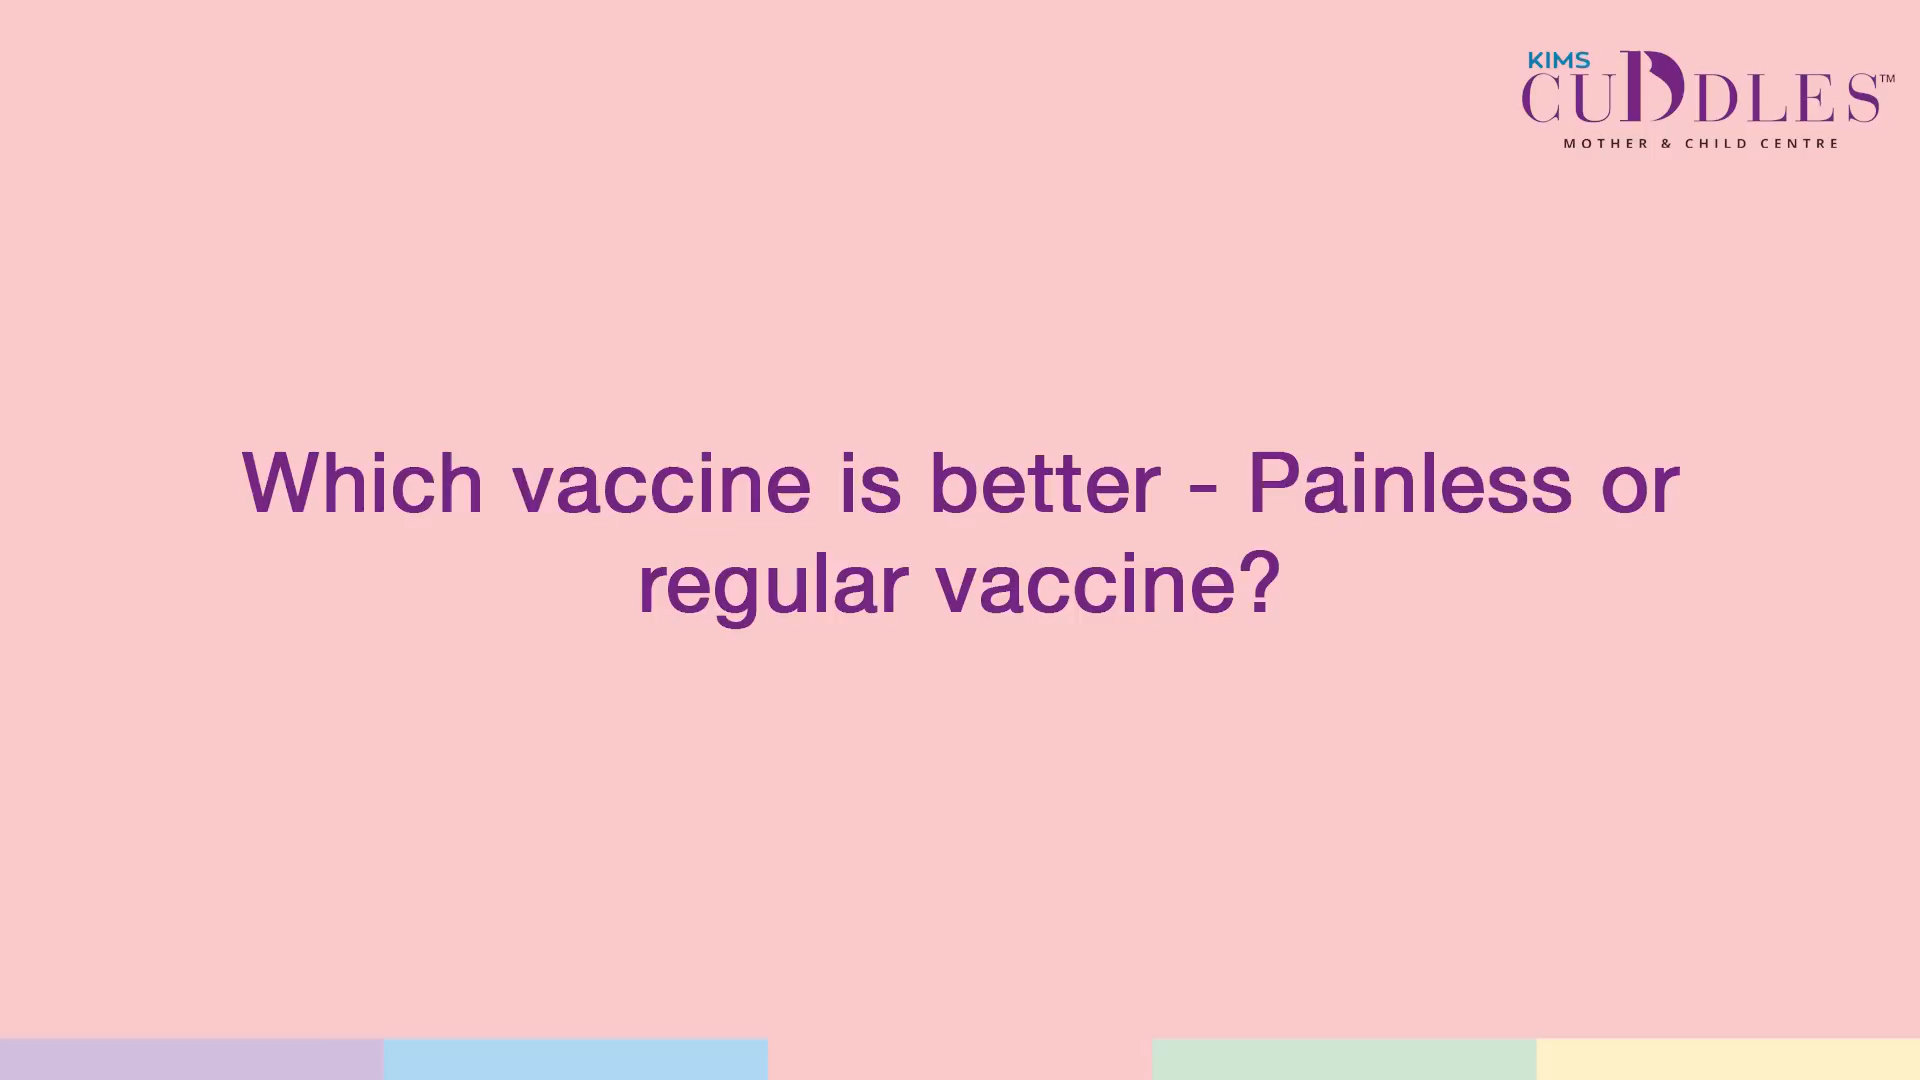 KIMS
CUDDLES™
MOTHER & CHILD CENTRE
Which vaccine is better - Painless or
regular vaccine?